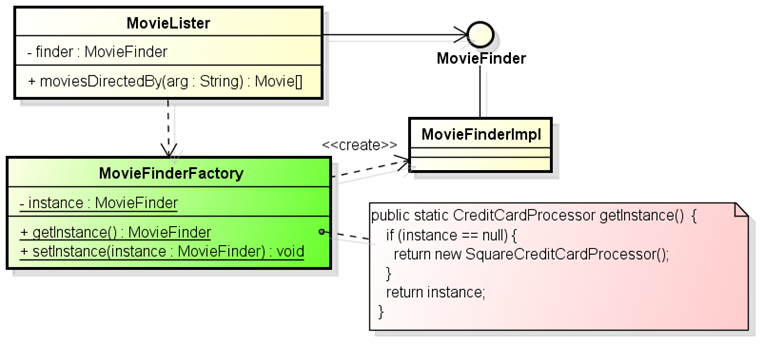 MovieLister
- finder : MovieFinder
+ moviesDirectedBy(arg : String) : Movie[]
MovieFinder
<<create>>
MovieFinderImpl
MovieFinderFactory
- instance : MovieFinder
+ getInstance() : MovieFinder
+ setInstance(instance : MovieFinder) : void
public static CreditCardProcessor getInstance() {
if (instance == null) {
return new SquareCreditCardProcessor();
}
return instance;
}